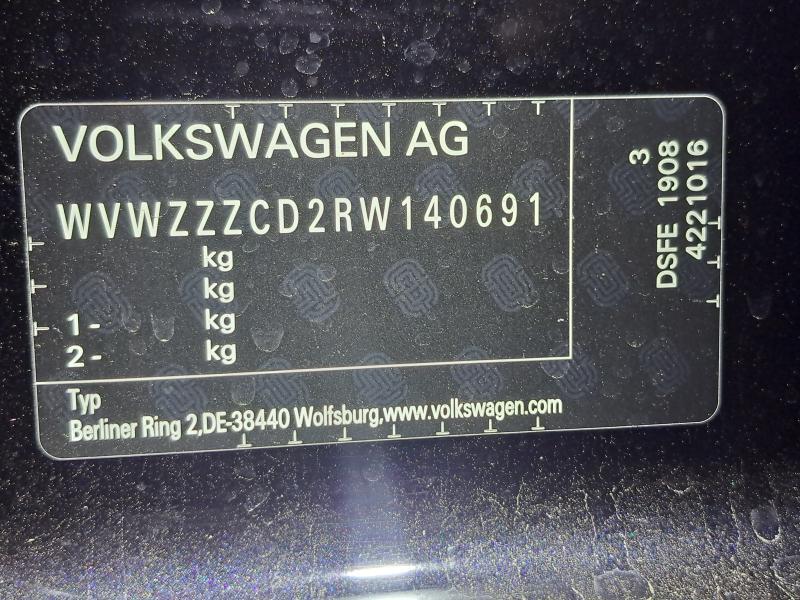 VOLKSWAGEN AG
WVWZZZCD2RW140691
kg
kg
1- kg
2- kg
Typ
Berliner Ring 2,DE-38440 Wolfsburg,www.volkswagen.com
3
DSFE 1908
4221016